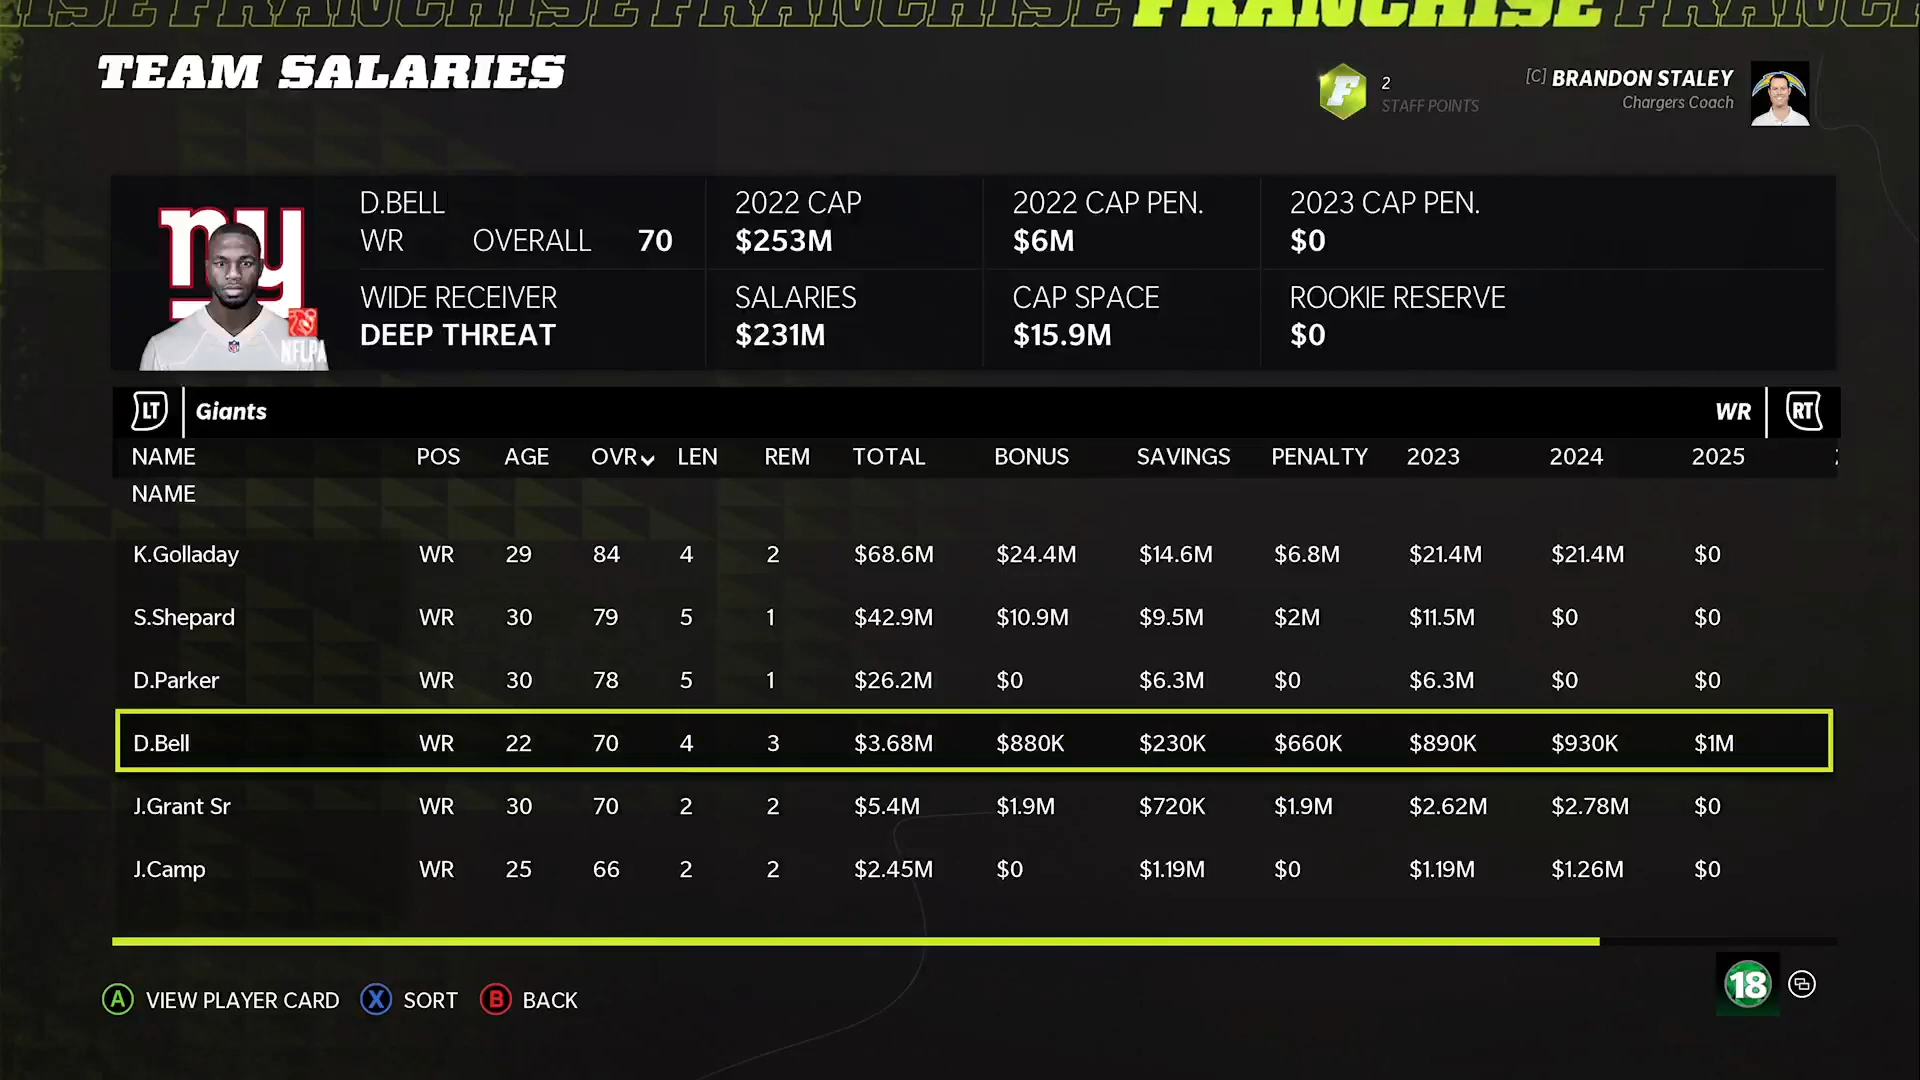 FRANCHISE FRANCHISE FRANCHISE FRANCHISE
TEAM SALARIES
2
STAFF POINTS
[C] BRANDON STALEY
Chargers Coach
ny
NFLPA
D.BELL
WR OVERALL 70
WIDE RECEIVER
DEEP THREAT
2022 CAP
$253M
SALARIES
$231M
2022 CAP PEN.
$6M
CAP SPACE
$15.9M
2023 CAP PEN.
$0
ROOKIE RESERVE
$0
LT Giants WR RT
NAME POS AGE OVR LEN REM TOTAL BONUS SAVINGS PENALTY 2023 2024 2025
NAME
K.Golladay WR 29 84 4 2 $68.6M $24.4M $14.6M $6.8M $21.4M $21.4M $0
S.Shepard WR 30 79 5 1 $42.9M $10.9M $9.5M $2M $11.5M $0 $0
D.Parker WR 30 78 5 1 $26.2M $0 $6.3M $0 $6.3M $0 $0
D.Bell WR 22 70 4 3 $3.68M $880K $230K $660K $890K $930K $1M
J.Grant Sr WR 30 70 2 2 $5.4M $1.9M $720K $1.9M $2.62M $2.78M $0
J.Camp WR 25 66 2 2 $2.45M $0 $1.19M $0 $1.19M $1.26M $0
A VIEW PLAYER CARD X SORT B BACK
18